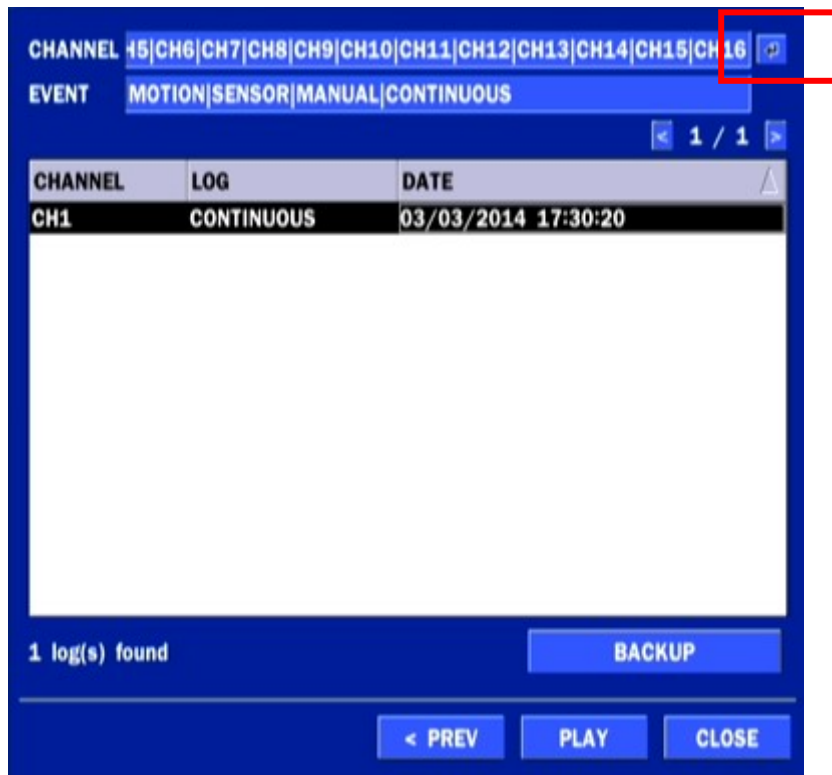 CHANNEL H5|CH6|CH7|CH8|CH9|CH10|CH11|CH12|CH13|CH14|CH15|CH16
EVENT MOTION|SENSOR|MANUAL|CONTINUOUS
< 1 / 1 >
CHANNEL LOG DATE
CH1 CONTINUOUS 03/03/2014 17:30:20
1 log(s) found BACKUP
< PREV PLAY CLOSE